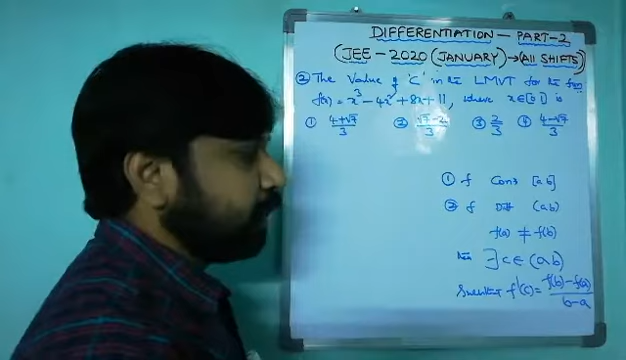 DIFFERENTIATION - PART-2
(JEE - 2020 (JANUARY) → (All SHIFTS)
② The value of 'C' in the LMVT for the fun
f(x) = x³ - 4x² + 8x + 11, where x ∈ [0 1] is
① 4+√7/3 ② √7-2/3 ③ 2/3 ④ 4-√7/3
① f Cons [a b]
② f Diff (a b)
f(a) ≠ f(b)
then ∃ c ∈ (a b)
Such that f'(c) = f(b)-f(a)/b-a